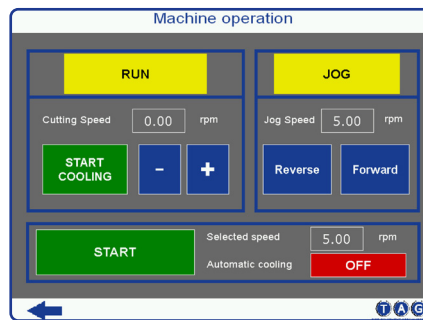 Machine operation
RUN
Cutting Speed 0.00 rpm
START
COOLING
- +
JOG
Jog Speed 5.00 rpm
Reverse Forward
START
Selected speed 5.00 rpm
Automatic cooling OFF
TAG